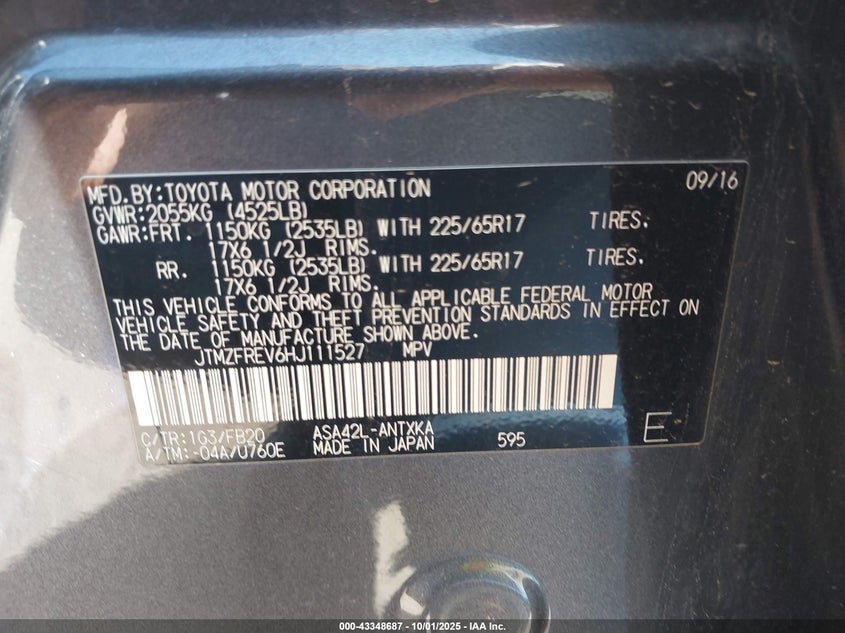 MFD.BY:TOYOTA MOTOR CORPORATION 09/16
GVWR:2055KG (4525LB)
GAWR:FRT. 1150KG (2535LB) WITH 225/65R17 TIRES.
17X6 1/2J RIMS.
RR. 1150KG (2535LB) WITH 225/65R17 TIRES.
17X6 1/2J RIMS.
THIS VEHICLE CONFORMS TO ALL APPLICABLE FEDERAL MOTOR
VEHICLE SAFETY AND THEFT PREVENTION STANDARDS IN EFFECT ON
THE DATE OF MANUFACTURE SHOWN ABOVE.
JTMZFREV6HJ111527 MPV
C/TR:1G3/FB20 ASA42L-ANTXKA
A/TM:-04A/U760E MADE IN JAPAN 595 E
000-43348687 - 10/01/2025 - IAA Inc.